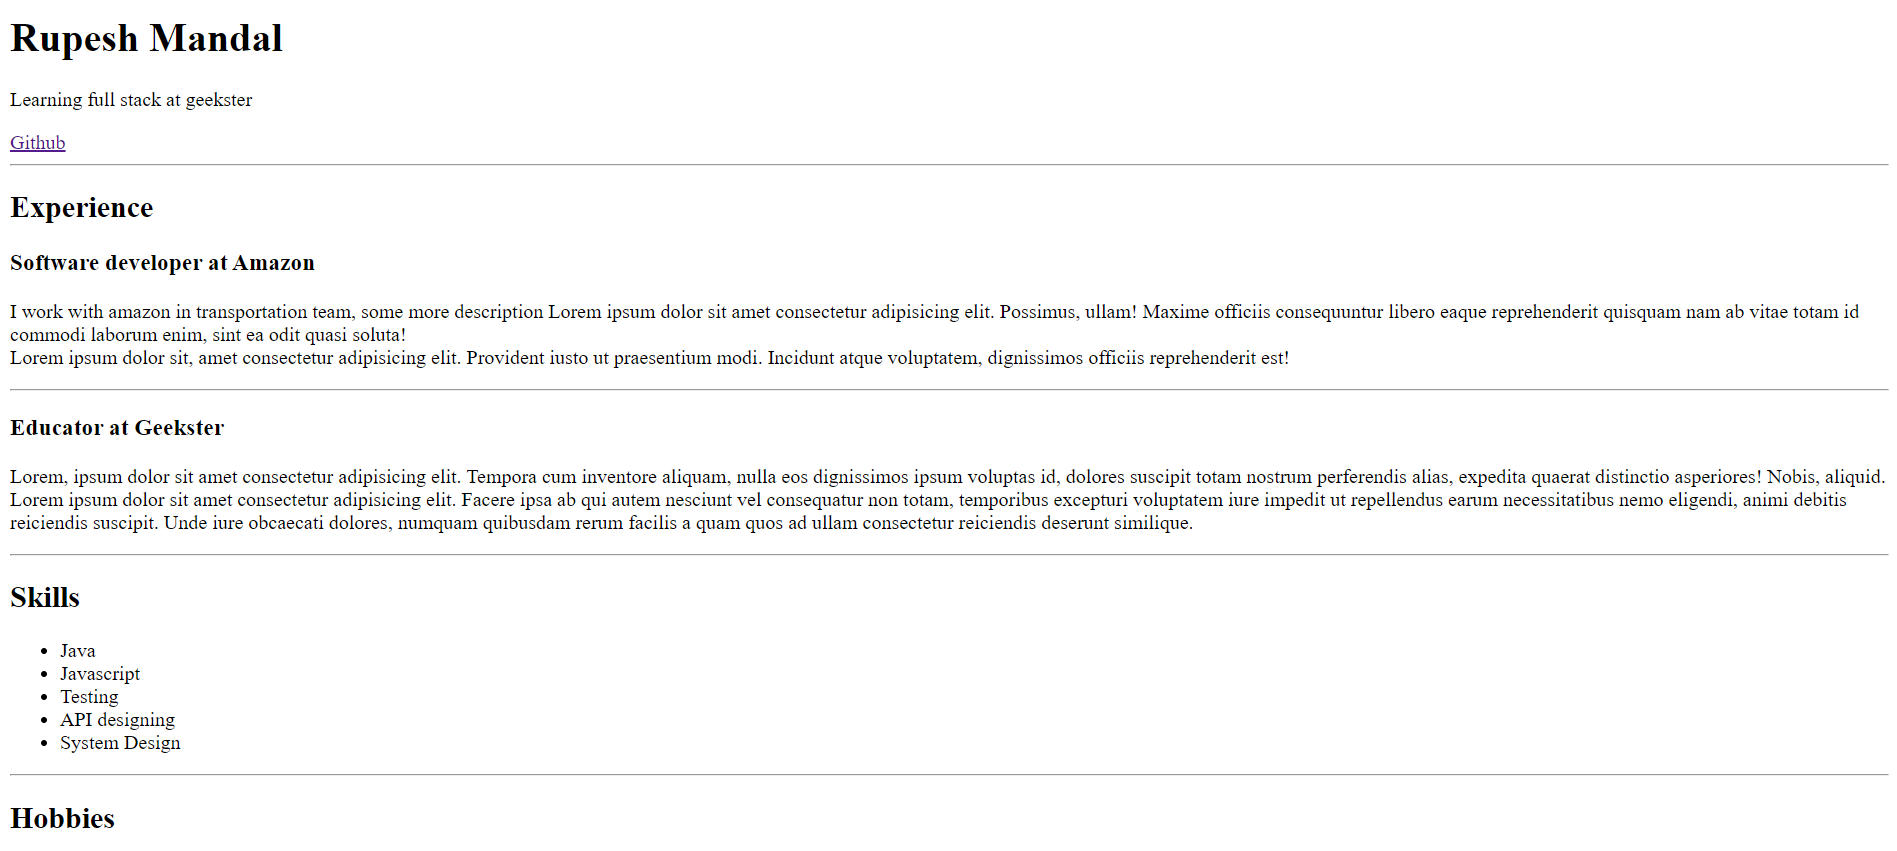 Rupesh Mandal
Learning full stack at geekster
Github
Experience
Software developer at Amazon
I work with amazon in transportation team, some more description Lorem ipsum dolor sit amet consectetur adipisicing elit. Possimus, ullam! Maxime officiis consequuntur libero eaque reprehenderit quisquam nam ab vitae totam id
commodi laborum enim, sint ea odit quasi soluta!
Lorem ipsum dolor sit, amet consectetur adipisicing elit. Provident iusto ut praesentium modi. Incidunt atque voluptatem, dignissimos officiis reprehenderit est!
Educator at Geekster
Lorem, ipsum dolor sit amet consectetur adipisicing elit. Tempora cum inventore aliquam, nulla eos dignissimos ipsum voluptas id, dolores suscipit totam nostrum perferendis alias, expedita quaerat distinctio asperiores! Nobis, aliquid.
Lorem ipsum dolor sit amet consectetur adipisicing elit. Facere ipsa ab qui autem nesciunt vel consequatur non totam, temporibus excepturi voluptatem iure impedit ut repellendus earum necessitatibus nemo eligendi, animi debitis
reiciendis suscipit. Unde iure obcaecati dolores, numquam quibusdam rerum facilis a quam quos ad ullam consectetur reiciendis deserunt similique.
Skills
• Java
• Javascript
• Testing
• API designing
• System Design
Hobbies